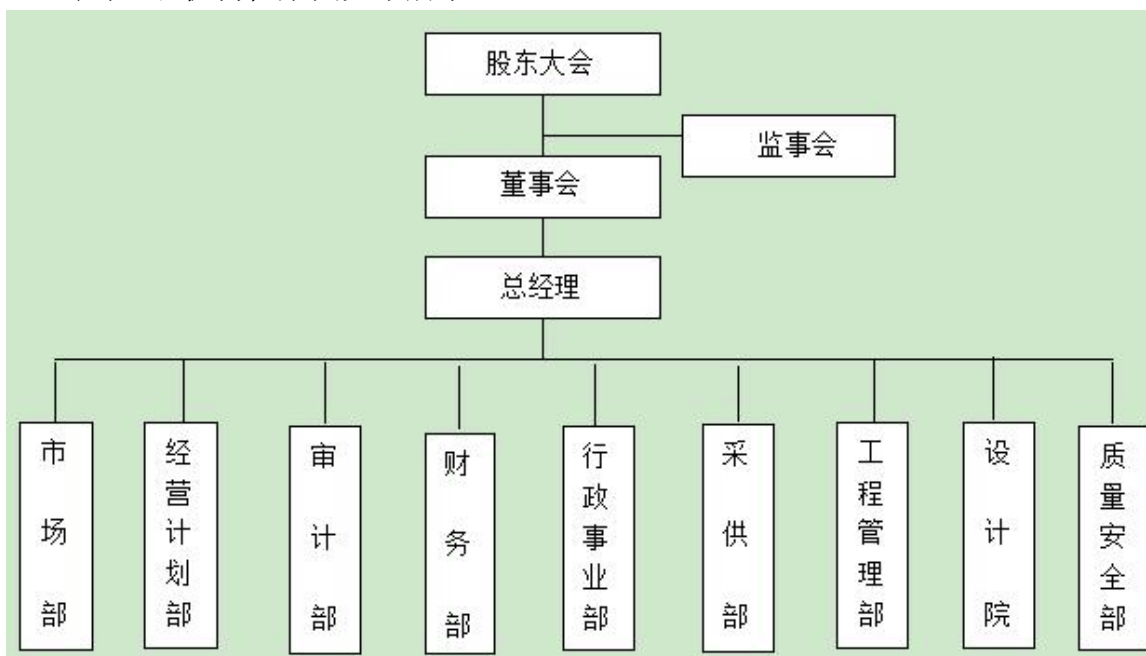 股东大会
监事会
董事会
总经理
市场部
经营计划部
审计部
财务部
行政事业部
采供部
工程管理部
设计院
质量安全部